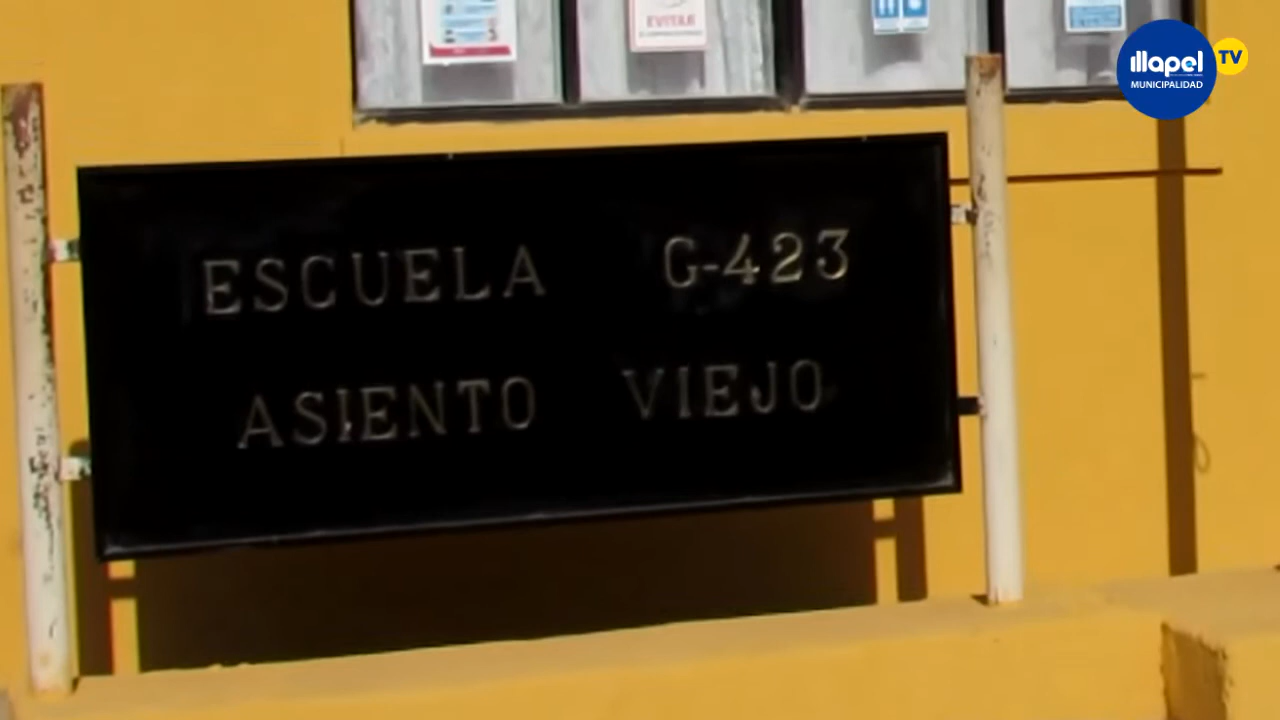 EVITAR
illapel
TV
MUNICIPALIDAD
ESCUELA G-423
ASIENTO VIEJO